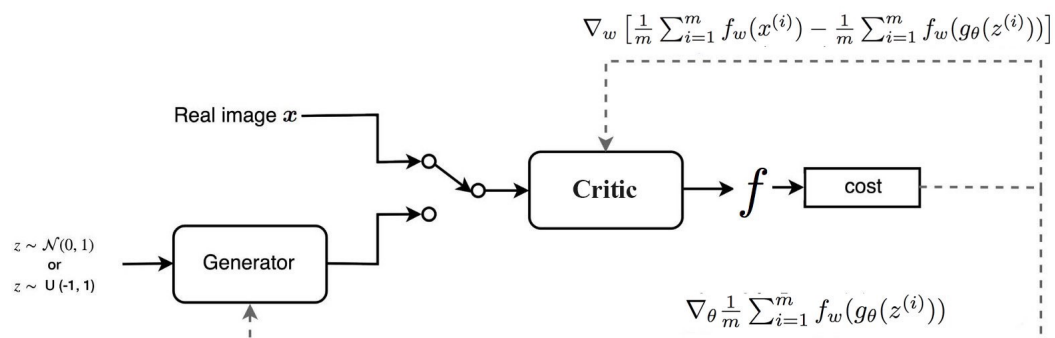 ∇_w [1/m ∑_{i=1}^m f_w(x^{(i)}) − 1/m ∑_{i=1}^m f_w(g_θ(z^{(i)}))]
Real image x
Critic
f
cost
z ∼ 𝒩(0, 1)
or
z ∼ U (-1, 1)
Generator
∇_θ 1/m ∑_{i=1}^m f_w(g_θ(z^{(i)}))